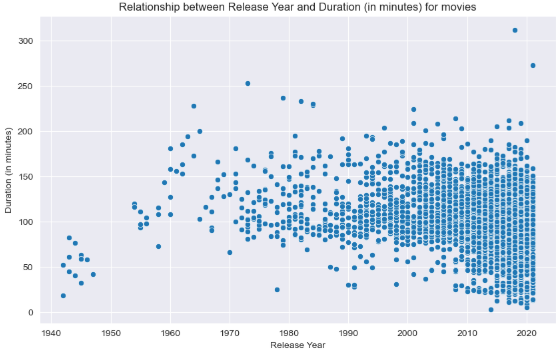 Relationship between Release Year and Duration (in minutes) for movies
300
250
200
150
100
50
0
Duration (in minutes)
1940 1950 1960 1970 1980 1990 2000 2010 2020
Release Year